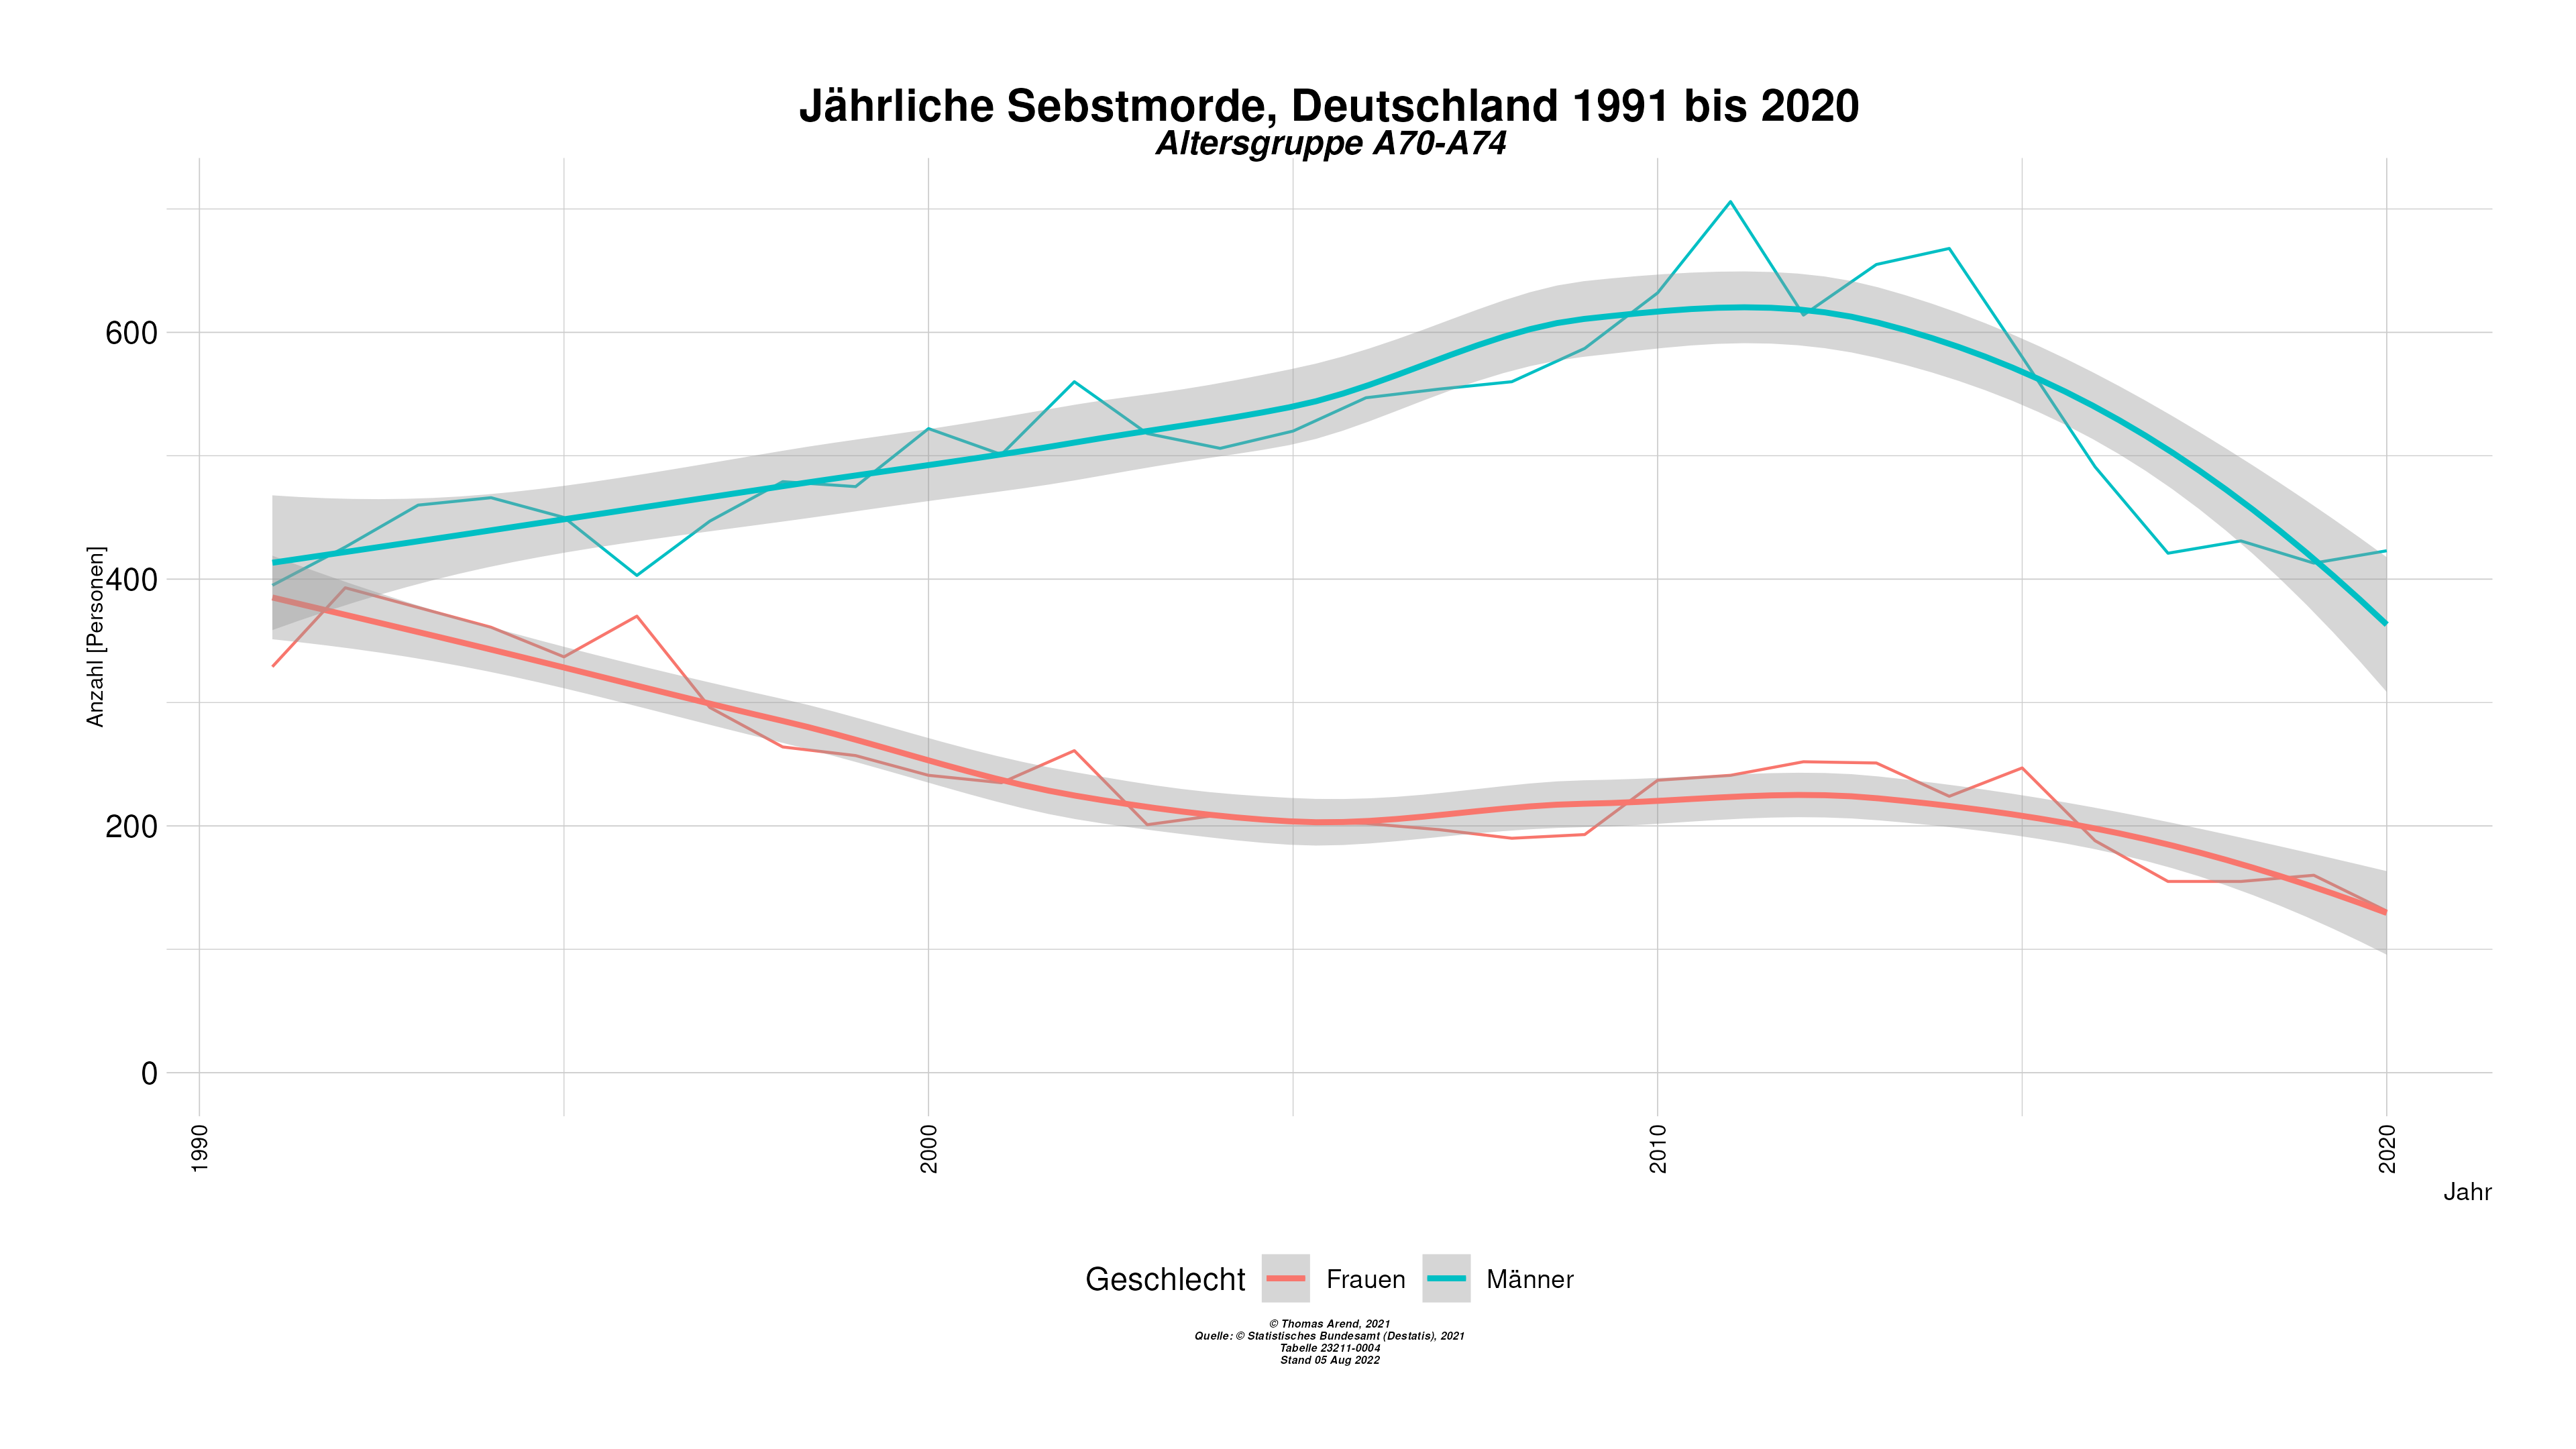 Jährliche Sebstmorde, Deutschland 1991 bis 2020
Altersgruppe A70-A74
Anzahl [Personen]
600
400
200
0
1990
2000
2010
2020
Jahr
Geschlecht Frauen Männer
© Thomas Arend, 2021
Quelle: © Statistisches Bundesamt (Destatis), 2021
Tabelle 23211-0004
Stand 05 Aug 2022